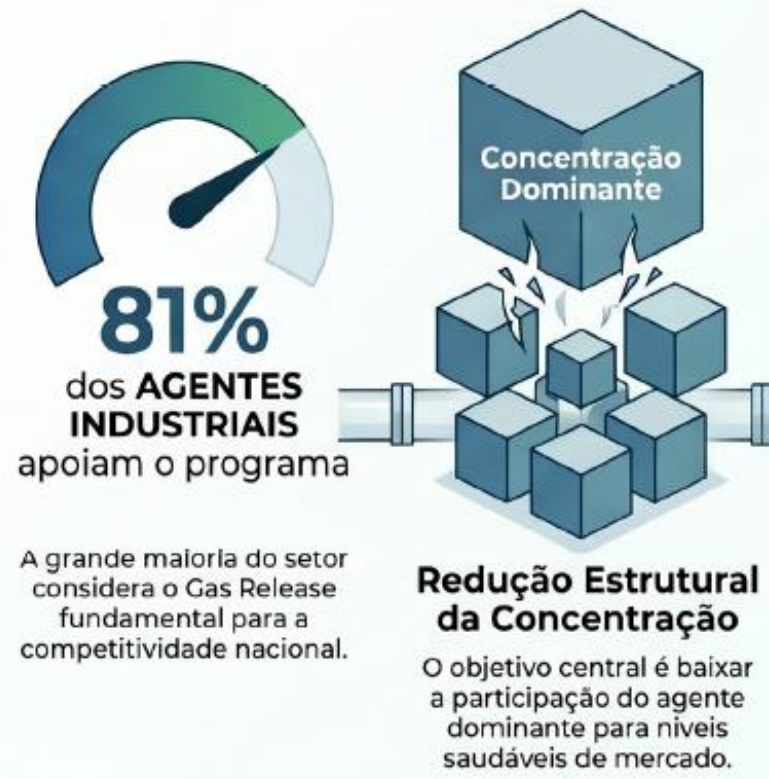 81%
dos AGENTES
INDUSTRIAIS
apoiam o programa
A grande maioria do setor
considera o Gas Release
fundamental para a
competitividade nacional.
Concentração
Dominante
Redução Estrutural
da Concentração
O objetivo central é baixar
a participação do agente
dominante para niveis
saudáveis de mercado.